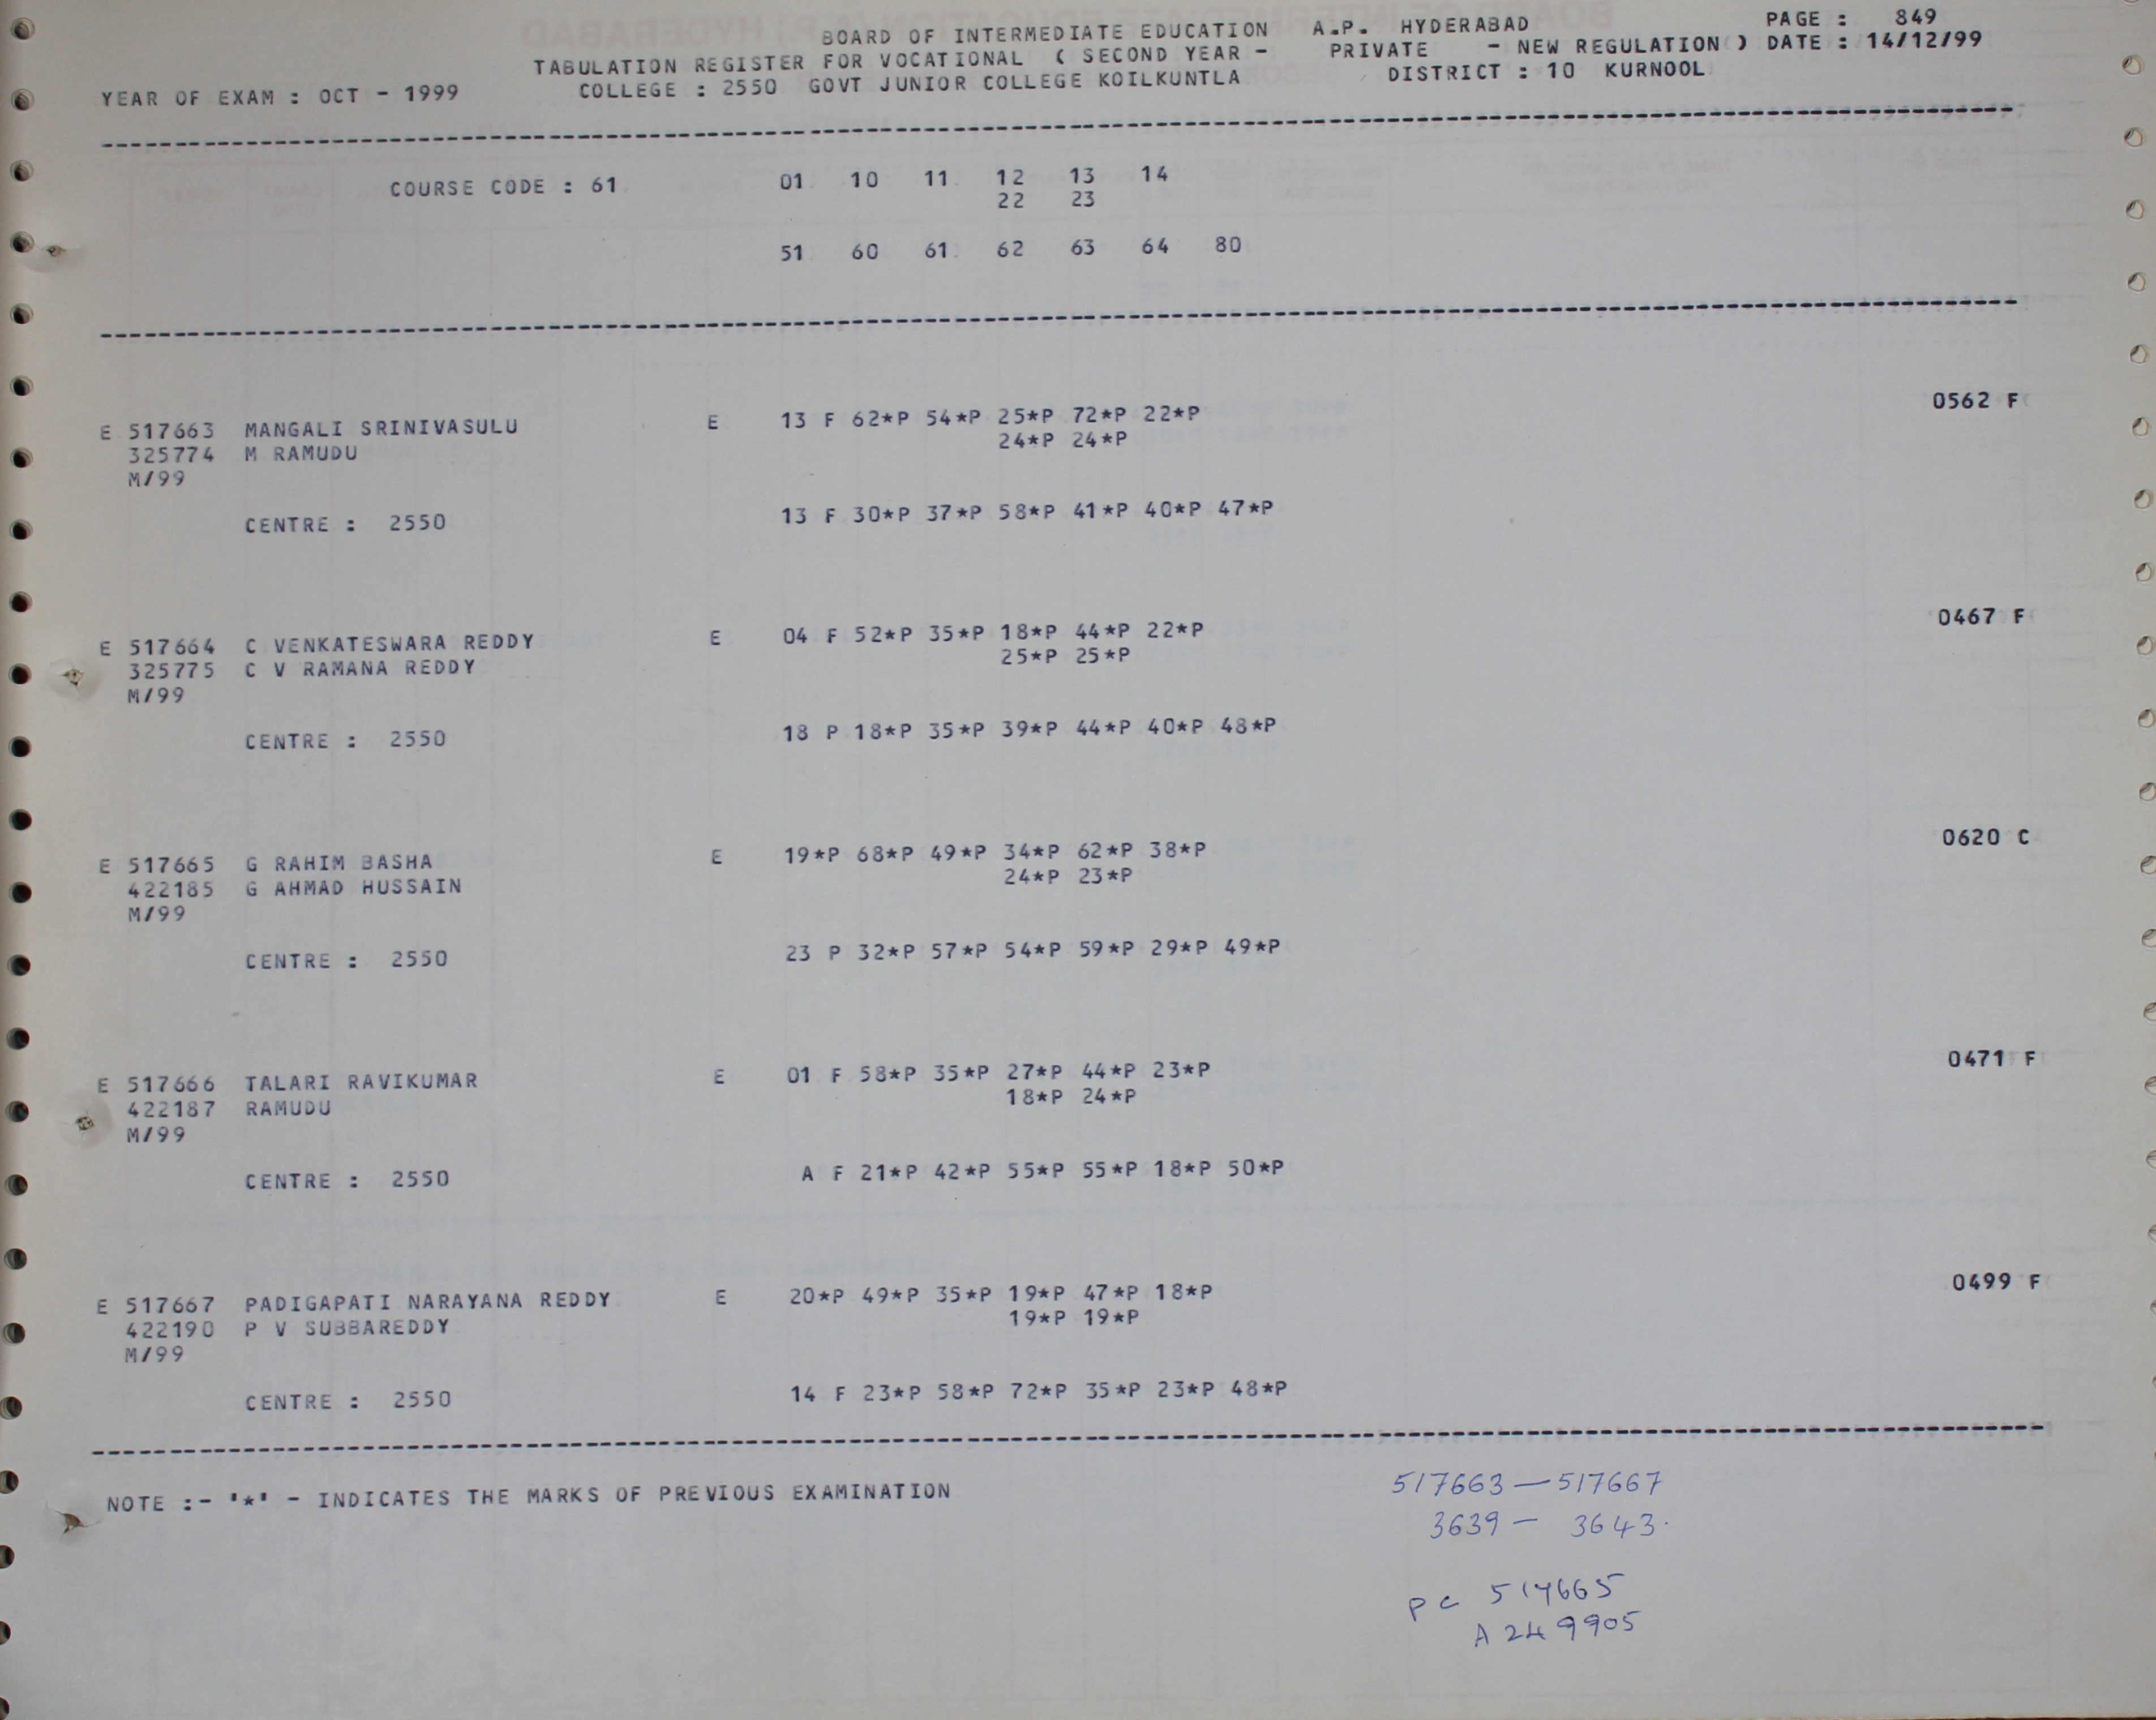 BOARD OF INTERMEDIATE EDUCATION A.P. HYDERABAD PAGE : 849
TABULATION REGISTER FOR VOCATIONAL ( SECOND YEAR - PRIVATE - NEW REGULATION ) DATE : 14/12/99
YEAR OF EXAM : OCT - 1999 COLLEGE : 2550 GOVT JUNIOR COLLEGE KOILKUNTLA DISTRICT : 10 KURNOOL
COURSE CODE : 61 01 10 11 12 13 14
22 23
51 60 61 62 63 64 80
E 517663 MANGALI SRINIVASULU E 13 F 62*P 54*P 25*P 72*P 22*P 0562 F
325774 M RAMUDU 24*P 24*P
M/99
CENTRE : 2550 13 F 30*P 37*P 58*P 41*P 40*P 47*P
E 517664 C VENKATESWARA REDDY E 04 F 52*P 35*P 18*P 44*P 22*P 0467 F
325775 C V RAMANA REDDY 25*P 25*P
M/99
CENTRE : 2550 18 P 18*P 35*P 39*P 44*P 40*P 48*P
E 517665 G RAHIM BASHA E 19*P 68*P 49*P 34*P 62*P 38*P 0620 C
422185 G AHMAD HUSSAIN 24*P 23*P
M/99
CENTRE : 2550 23 P 32*P 57*P 54*P 59*P 29*P 49*P
E 517666 TALARI RAVIKUMAR E 01 F 58*P 35*P 27*P 44*P 23*P 0471 F
422187 RAMUDU 18*P 24*P
M/99
CENTRE : 2550 A F 21*P 42*P 55*P 55*P 18*P 50*P
E 517667 PADIGAPATI NARAYANA REDDY E 20*P 49*P 35*P 19*P 47*P 18*P 0499 F
422190 P V SUBBAREDDY 19*P 19*P
M/99
CENTRE : 2550 14 F 23*P 58*P 72*P 35*P 23*P 48*P
NOTE :- '*' - INDICATES THE MARKS OF PREVIOUS EXAMINATION
517663 — 517667
3639 — 3643.
PC 517665
A 249905